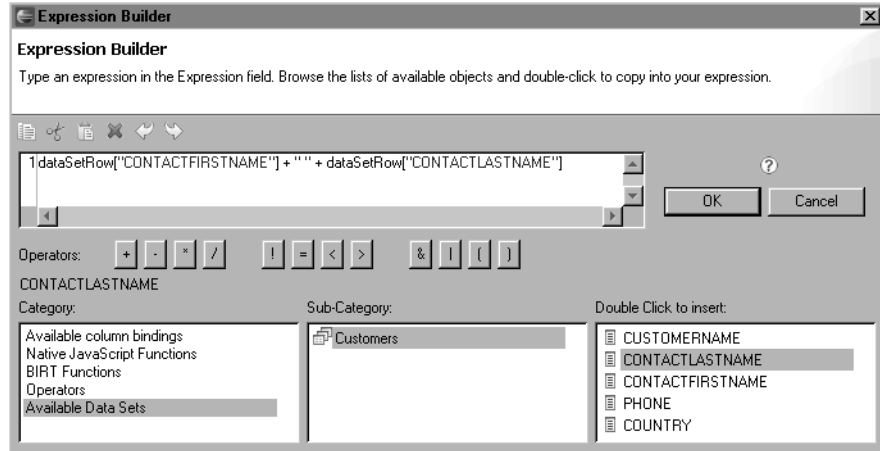 Expression Builder
Expression Builder
Type an expression in the Expression field. Browse the lists of available objects and double-click to copy into your expression.
1 dataSetRow["CONTACTFIRSTNAME"] + " " + dataSetRow["CONTACTLASTNAME"]
?
OK Cancel
Operators: + - * / ! = < > & | ( )
CONTACTLASTNAME
Category: Sub-Category: Double Click to insert:
Available column bindings Customers CUSTOMERNAME
Native JavaScript Functions CONTACTLASTNAME
BIRT Functions CONTACTFIRSTNAME
Operators PHONE
Available Data Sets COUNTRY